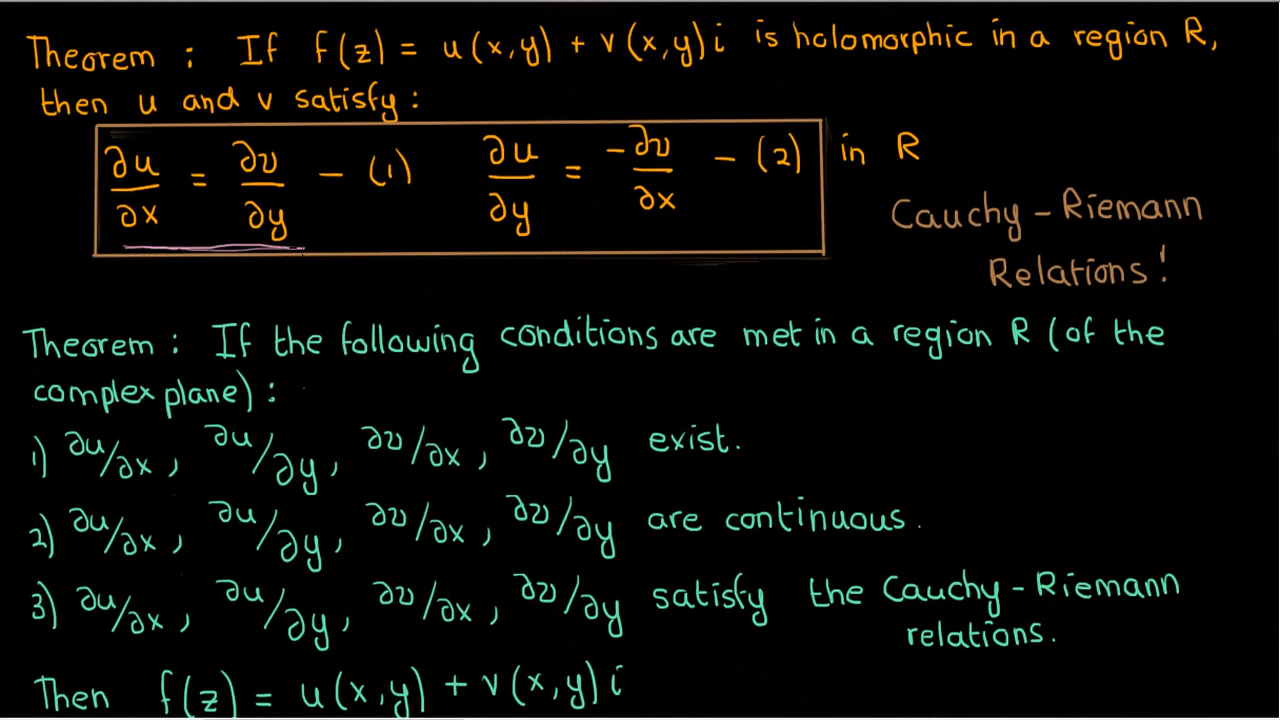 Theorem : If f(z) = u(x,y) + v(x,y)i is holomorphic in a region R,
then u and v satisfy :
∂u/∂x = ∂v/∂y - (1) ∂u/∂y = -∂v/∂x - (2) in R
Cauchy - Riemann
Relations!
Theorem : If the following conditions are met in a region R (of the
complex plane) :
1) ∂u/∂x, ∂u/∂y, ∂v/∂x, ∂v/∂y exist.
2) ∂u/∂x, ∂u/∂y, ∂v/∂x, ∂v/∂y are continuous.
3) ∂u/∂x, ∂u/∂y, ∂v/∂x, ∂v/∂y satisfy the Cauchy - Riemann
relations.
Then f(z) = u(x,y) + v(x,y)i